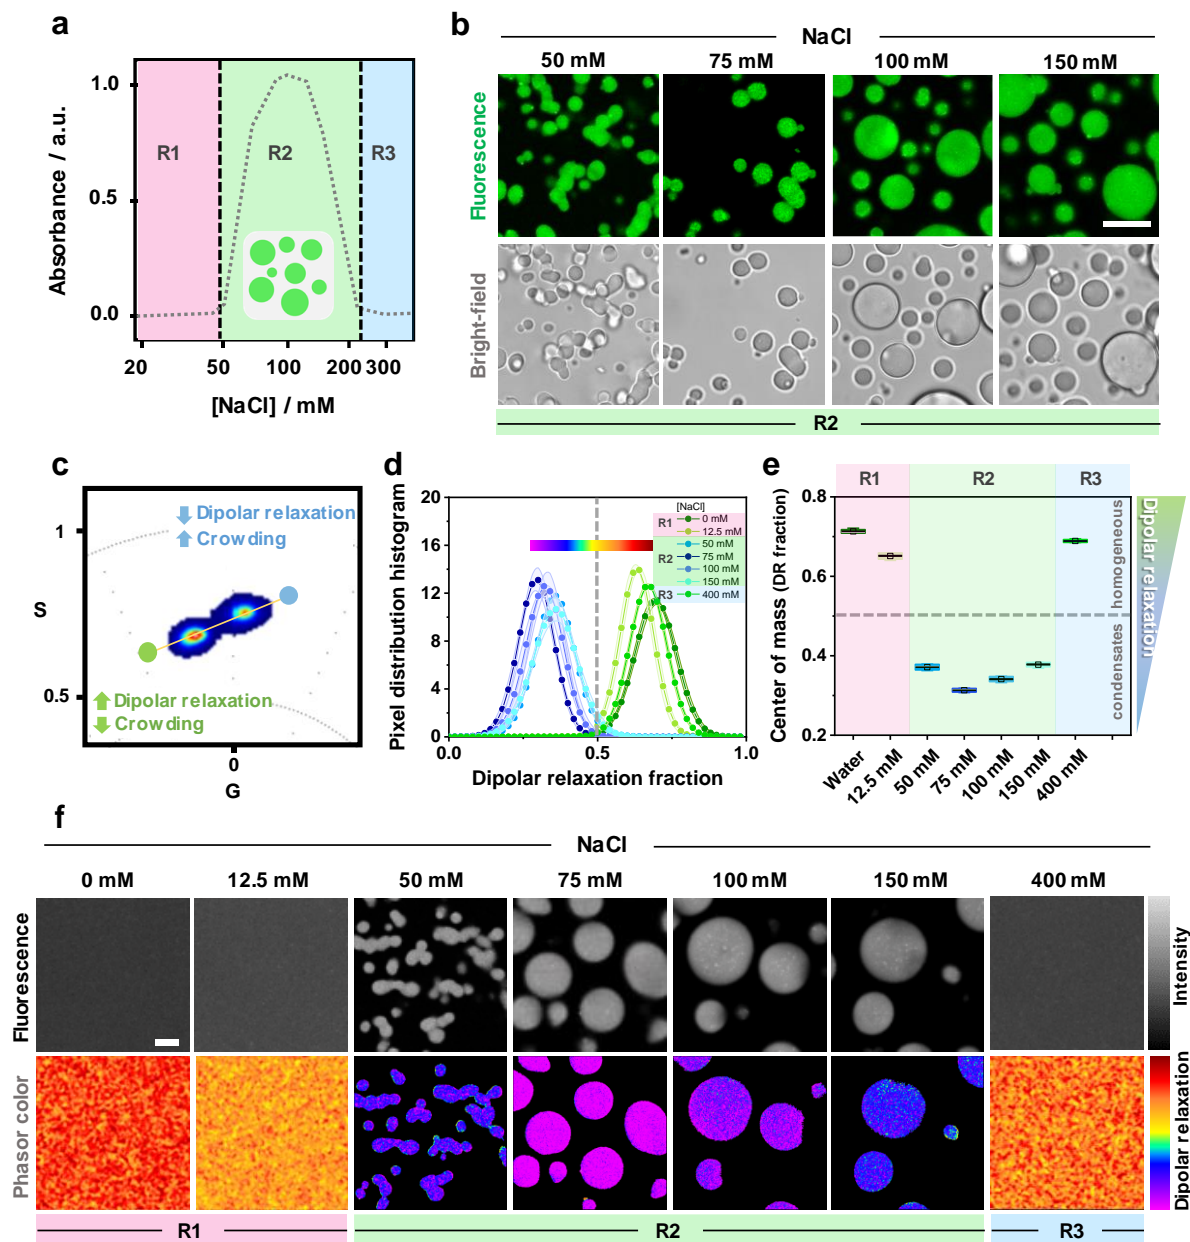 a
Absorbance / a.u.
1.0
0.5
0.0
R1
R2
R3
20 50 100 200 300
[NaCl] / mM
b
NaCl
50 mM 75 mM 100 mM 150 mM
Fluorescence
Bright-field
R2
c
1
S
0.5
Dipolar relaxation
Crowding
Dipolar relaxation
Crowding
0
G
d
Pixel distribution histogram
20
16
12
8
4
0
[NaCl]
R1
0 mM
12.5 mM
R2
50 mM
75 mM
100 mM
150 mM
R3
400 mM
0.0 0.5 1.0
Dipolar relaxation fraction
e
R1 R2 R3
Center of mass (DR fraction)
0.8
0.6
0.4
0.2
homogeneous
condensates
Dipolar relaxation
Water 12.5 mM 50 mM 75 mM 100 mM 150 mM 400 mM
f
NaCl
0 mM 12.5 mM 50 mM 75 mM 100 mM 150 mM 400 mM
Fluorescence
Intensity
Phasor color
Dipolar relaxation
R1 R2 R3